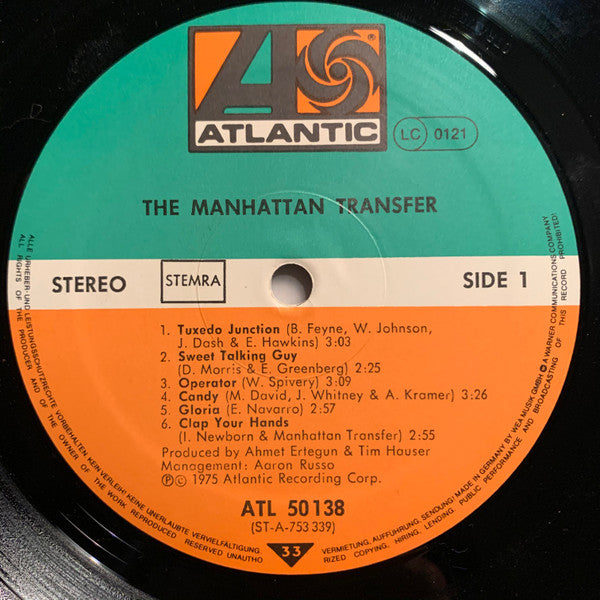 ATLANTIC
LC 0121
THE MANHATTAN TRANSFER
STEREO
STEMRA
SIDE 1
1. Tuxedo Junction (B. Feyne, W. Johnson,
J. Dash & E. Hawkins) 3:03
2. Sweet Talking Guy
(D. Morris & E. Greenberg) 2:25
3. Operator (W. Spivery) 3:09
4. Candy (M. David, J. Whitney & A. Kramer) 3:26
5. Gloria (E. Navarro) 2:57
6. Clap Your Hands
(I. Newborn & Manhattan Transfer) 2:55
Produced by Ahmet Ertegun & Tim Hauser
Management: Aaron Russo
Ⓟ© 1975 Atlantic Recording Corp.
ATL 50 138
(ST-A-753 339)
33
ALLE URHEBER- UND LEISTUNGSSCHUTZRECHTE VORBEHALTEN KEIN VERLEIH! KEINE UNERLAUBTE VERVIELFÄLTIGUNG,
VERMIETUNG, AUFFÜHRUNG, SENDUNG! MADE IN GERMANY BY WEA MUSIK GMBH A WARNER COMMUNICATIONS COMPANY
ALL RIGHTS OF THE PRODUCER AND OF THE OWNER OF THE WORK REPRODUCED RESERVED UNAUTHO
RIZED COPYING, HIRING, LENDING, PUBLIC PERFORMANCE AND BROADCASTING OF THIS RECORD PROHIBITED!